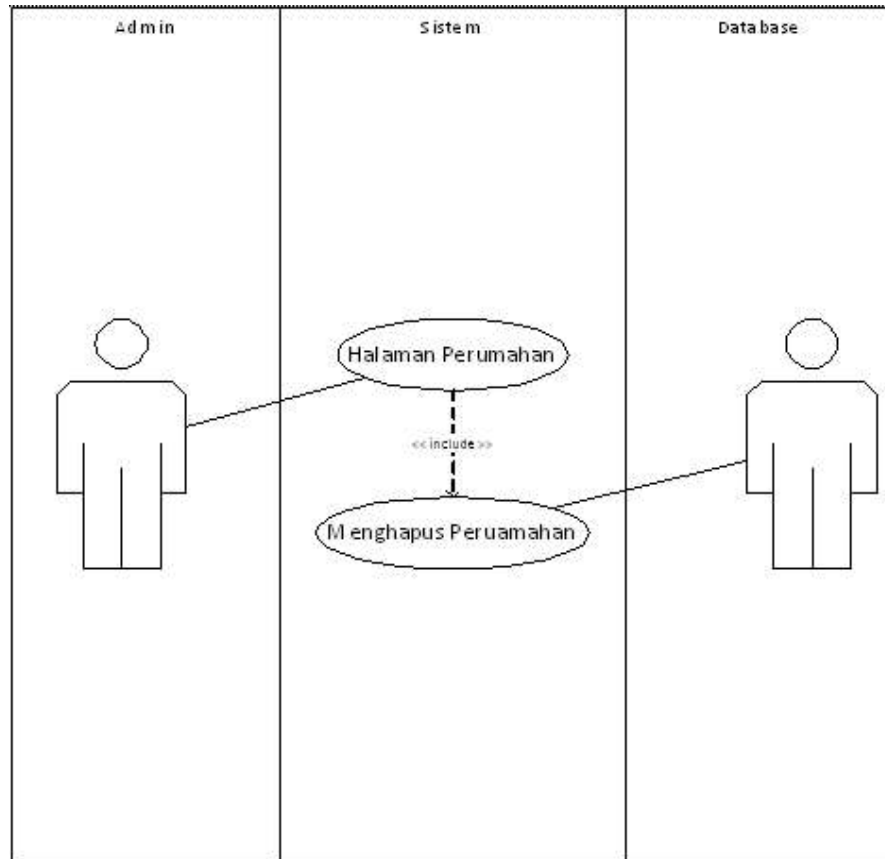 Admin
Sistem
Database
Halaman Perumahan
<< include >>
Menghapus Peruamahan